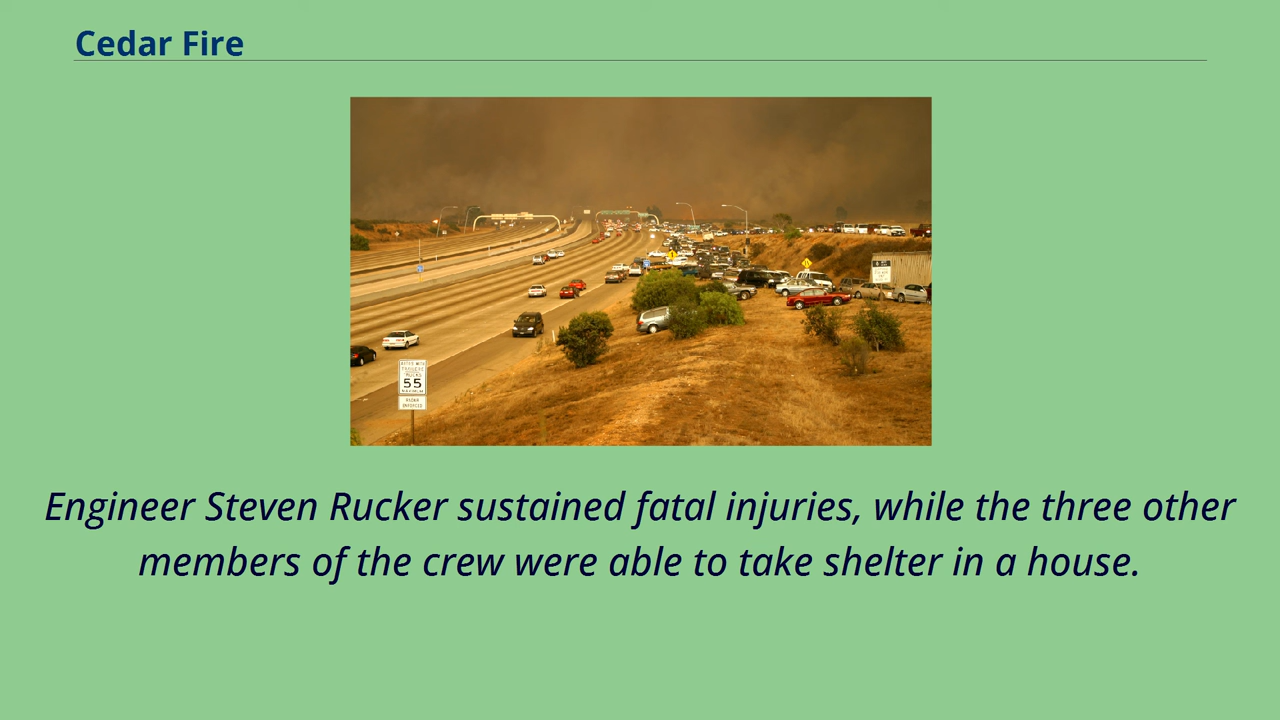 Cedar Fire
55
Engineer Steven Rucker sustained fatal injuries, while the three other
members of the crew were able to take shelter in a house.